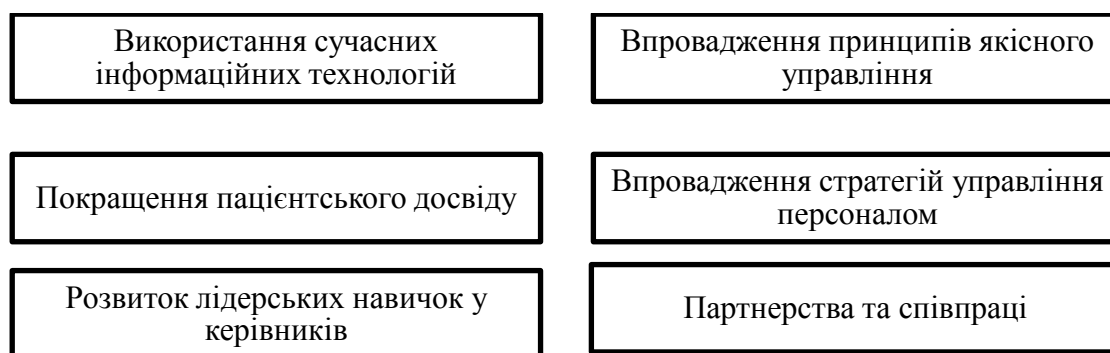 Використання сучасних
інформаційних технологій
Впровадження принципів якісного
управління
Покращення пацієнтського досвіду
Впровадження стратегій управління
персоналом
Розвиток лідерських навичок у
керівників
Партнерства та співпраці